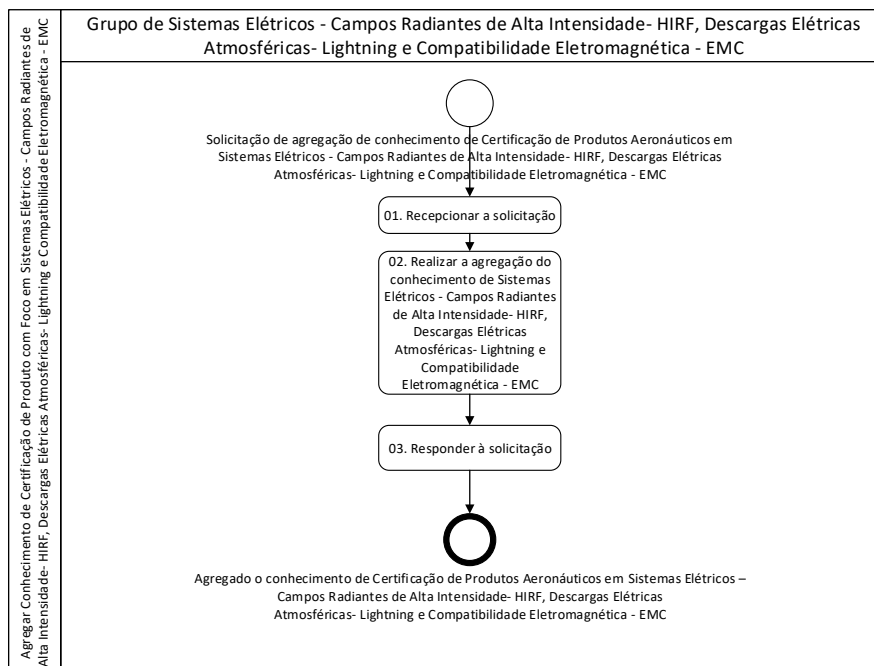 Agregar Conhecimento de Certificação de Produto com Foco em Sistemas Elétricos - Campos Radiantes de
Alta Intensidade- HIRF, Descargas Elétricas Atmosféricas- Lightning e Compatibilidade Eletromagnética - EMC
Grupo de Sistemas Elétricos - Campos Radiantes de Alta Intensidade- HIRF, Descargas Elétricas
Atmosféricas- Lightning e Compatibilidade Eletromagnética - EMC
Solicitação de agregação de conhecimento de Certificação de Produtos Aeronáuticos em
Sistemas Elétricos - Campos Radiantes de Alta Intensidade- HIRF, Descargas Elétricas
Atmosféricas- Lightning e Compatibilidade Eletromagnética - EMC
01. Recepcionar a solicitação
02. Realizar a agregação do
conhecimento de Sistemas
Elétricos - Campos Radiantes
de Alta Intensidade- HIRF,
Descargas Elétricas
Atmosféricas- Lightning e
Compatibilidade
Eletromagnética - EMC
03. Responder à solicitação
Agregado o conhecimento de Certificação de Produtos Aeronáuticos em Sistemas Elétricos –
Campos Radiantes de Alta Intensidade- HIRF, Descargas Elétricas
Atmosféricas- Lightning e Compatibilidade Eletromagnética - EMC